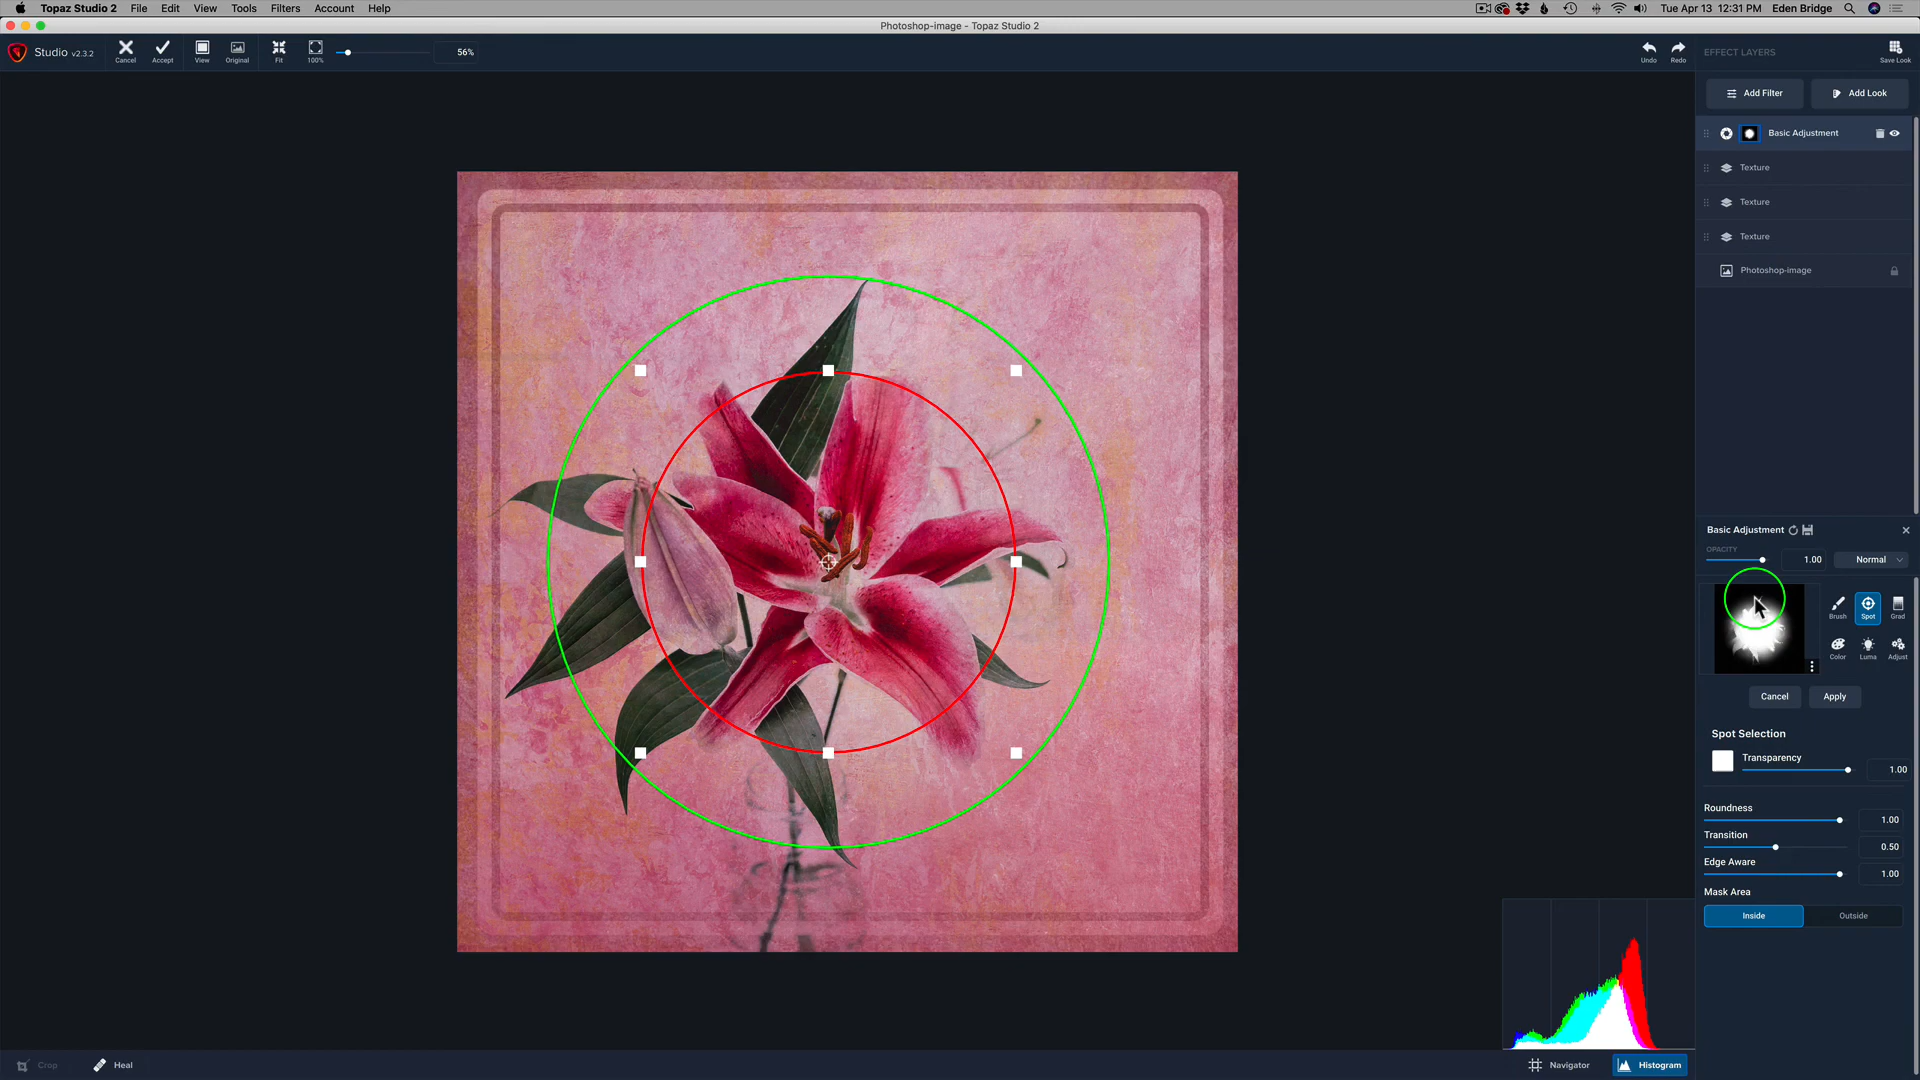 Topaz Studio 2 File Edit View Tools Filters Account Help Tue Apr 13 12:31 PM Eden Bridge
Photoshop-image - Topaz Studio 2
Studio v2.3.2 Cancel Accept View Original Fit 100% 56% Undo Redo EFFECT LAYERS Save Look
Add Filter Add Look
Basic Adjustment
Texture
Texture
Texture
Photoshop-image
Basic Adjustment
OPACITY 1.00 Normal
Brush Spot Grad
Color Luma Adjust
Cancel Apply
Spot Selection
Transparency
1.00
Roundness
1.00
Transition
0.50
Edge Aware
1.00
Mask Area
Inside Outside
Crop Heal Navigator Histogram